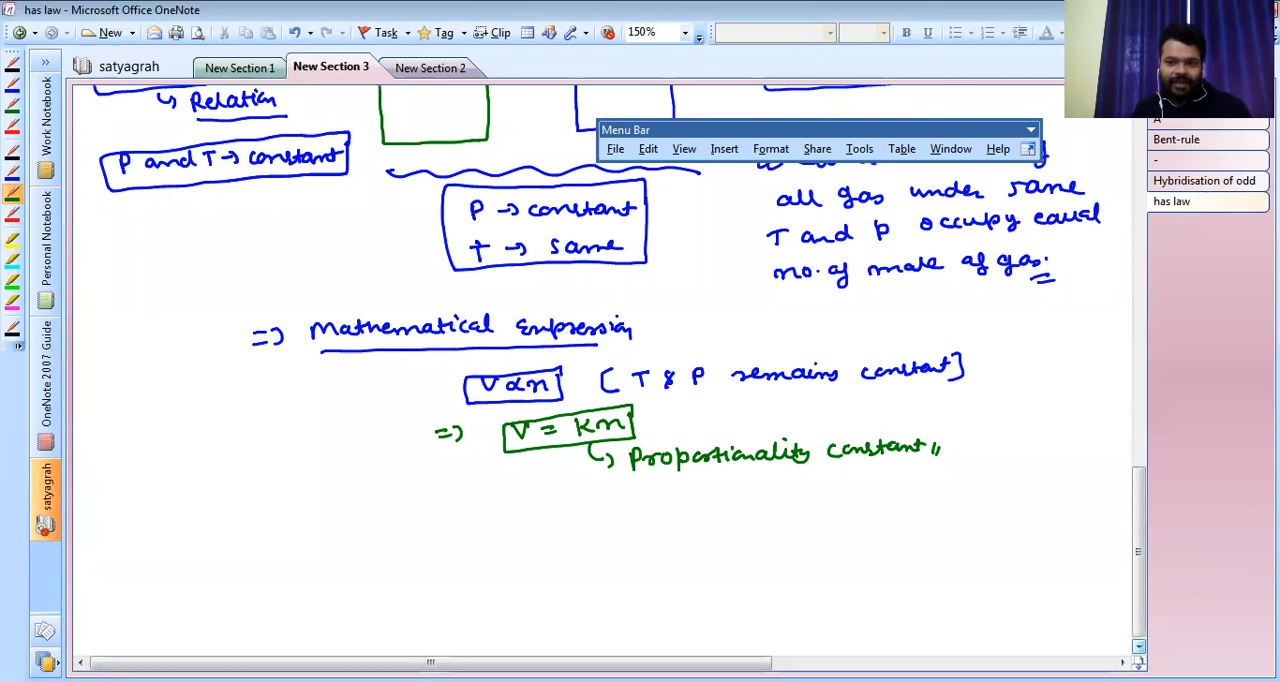 has law - Microsoft Office OneNote
New Task Tag Clip 150% B U A
satyagrah New Section 1 New Section 3 New Section 2
Work Notebook
Personal Notebook
OneNote 2007 Guide
satyagrah
Menu Bar
File Edit View Insert Format Share Tools Table Window Help
A
Bent-rule
-
Hybridisation of odd
has law
↳ Relation
P and T → constant
P → constant
t → same
all gas under same
T and P occupy equal
no. of mole of gas.
=> Mathematical Expression
V ∝ n [ T & P remains constant]
=> V = Kn
↳ Proportionality constant "